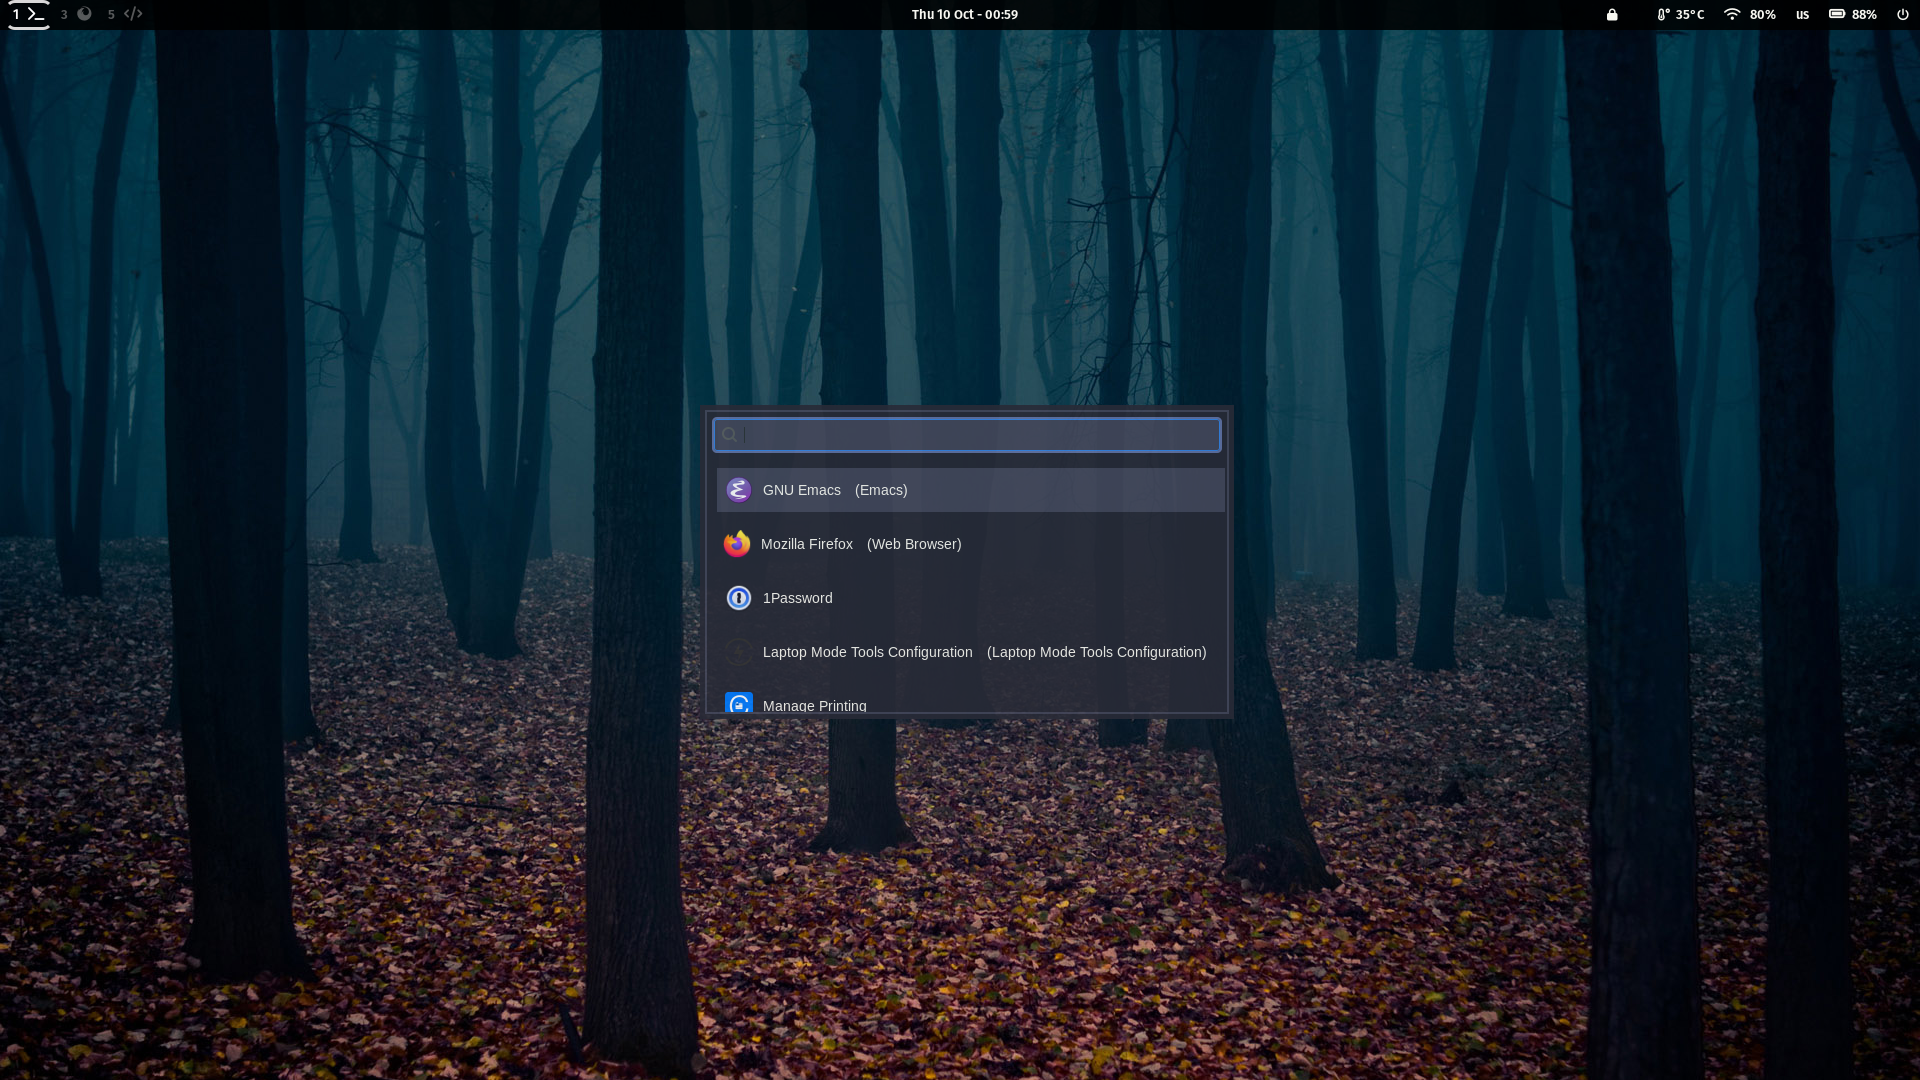 1 3 5 </> Thu 10 Oct - 00:59 35°C 80% us 88%
GNU Emacs (Emacs)
Mozilla Firefox (Web Browser)
1Password
Laptop Mode Tools Configuration (Laptop Mode Tools Configuration)
Manage Printing